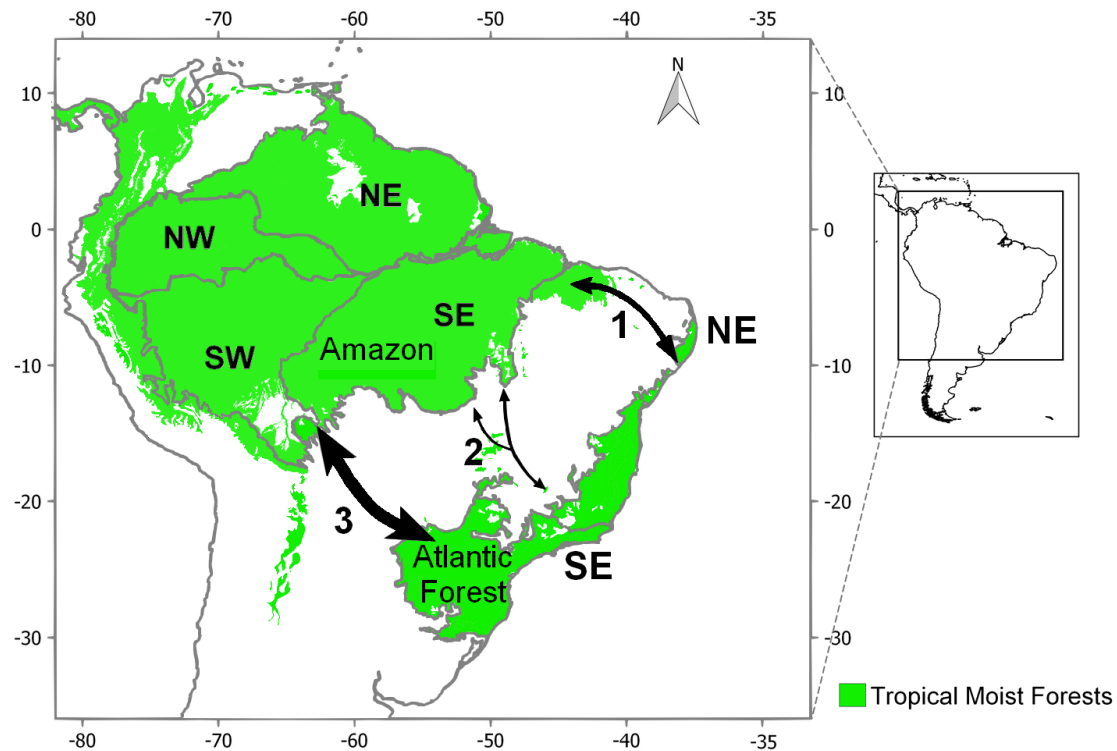 -80 -70 -60 -50 -40 -35
N
10 10
NE
NW
0 0
SE
1
NE
SW
Amazon
-10 -10
2
-20 -20
3
Atlantic
Forest
SE
-30 -30
Tropical Moist Forests
-80 -70 -60 -50 -40 -35